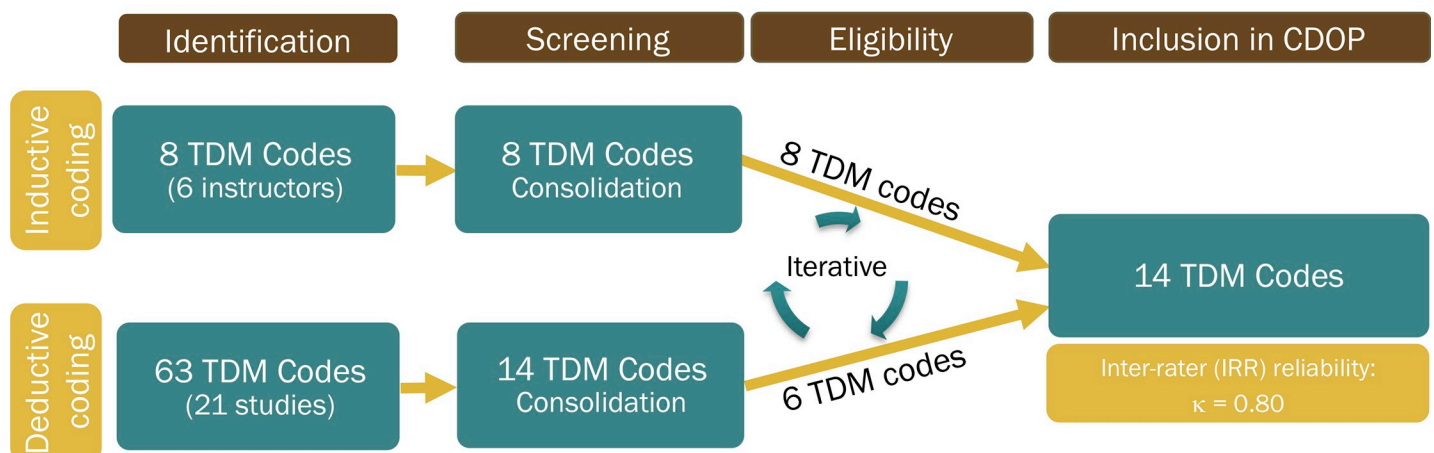 Identification
Screening
Eligibility
Inclusion in CDOP
Inductive
coding
8 TDM Codes
(6 instructors)
8 TDM Codes
Consolidation
8 TDM codes
Iterative
14 TDM Codes
Deductive
coding
63 TDM Codes
(21 studies)
14 TDM Codes
Consolidation
6 TDM codes
Inter-rater (IRR) reliability:
κ = 0.80